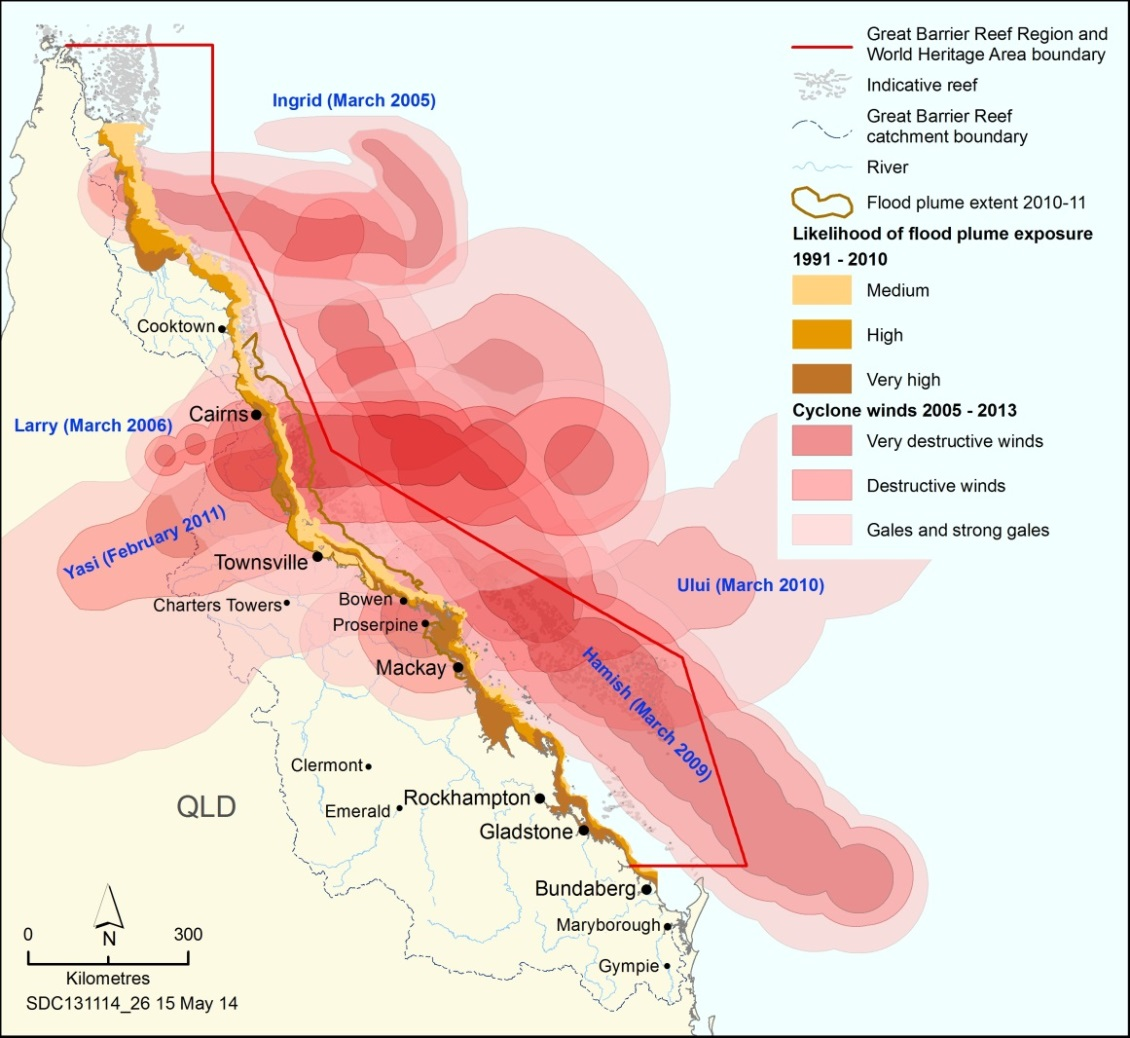 Ingrid (March 2005)
Great Barrier Reef Region and
World Heritage Area boundary
Indicative reef
Great Barrier Reef
catchment boundary
River
Flood plume extent 2010-11
Likelihood of flood plume exposure
1991 - 2010
Medium
High
Very high
Cyclone winds 2005 - 2013
Very destructive winds
Destructive winds
Gales and strong gales
Cooktown
Cairns
Larry (March 2006)
Yasi (February 2011)
Townsville
Charters Towers
Bowen
Proserpine
Mackay
Ului (March 2010)
Hamish (March 2009)
Clermont
Emerald
QLD
Rockhampton
Gladstone
Bundaberg
Maryborough
Gympie
0 300
N
Kilometres
SDC131114_26 15 May 14